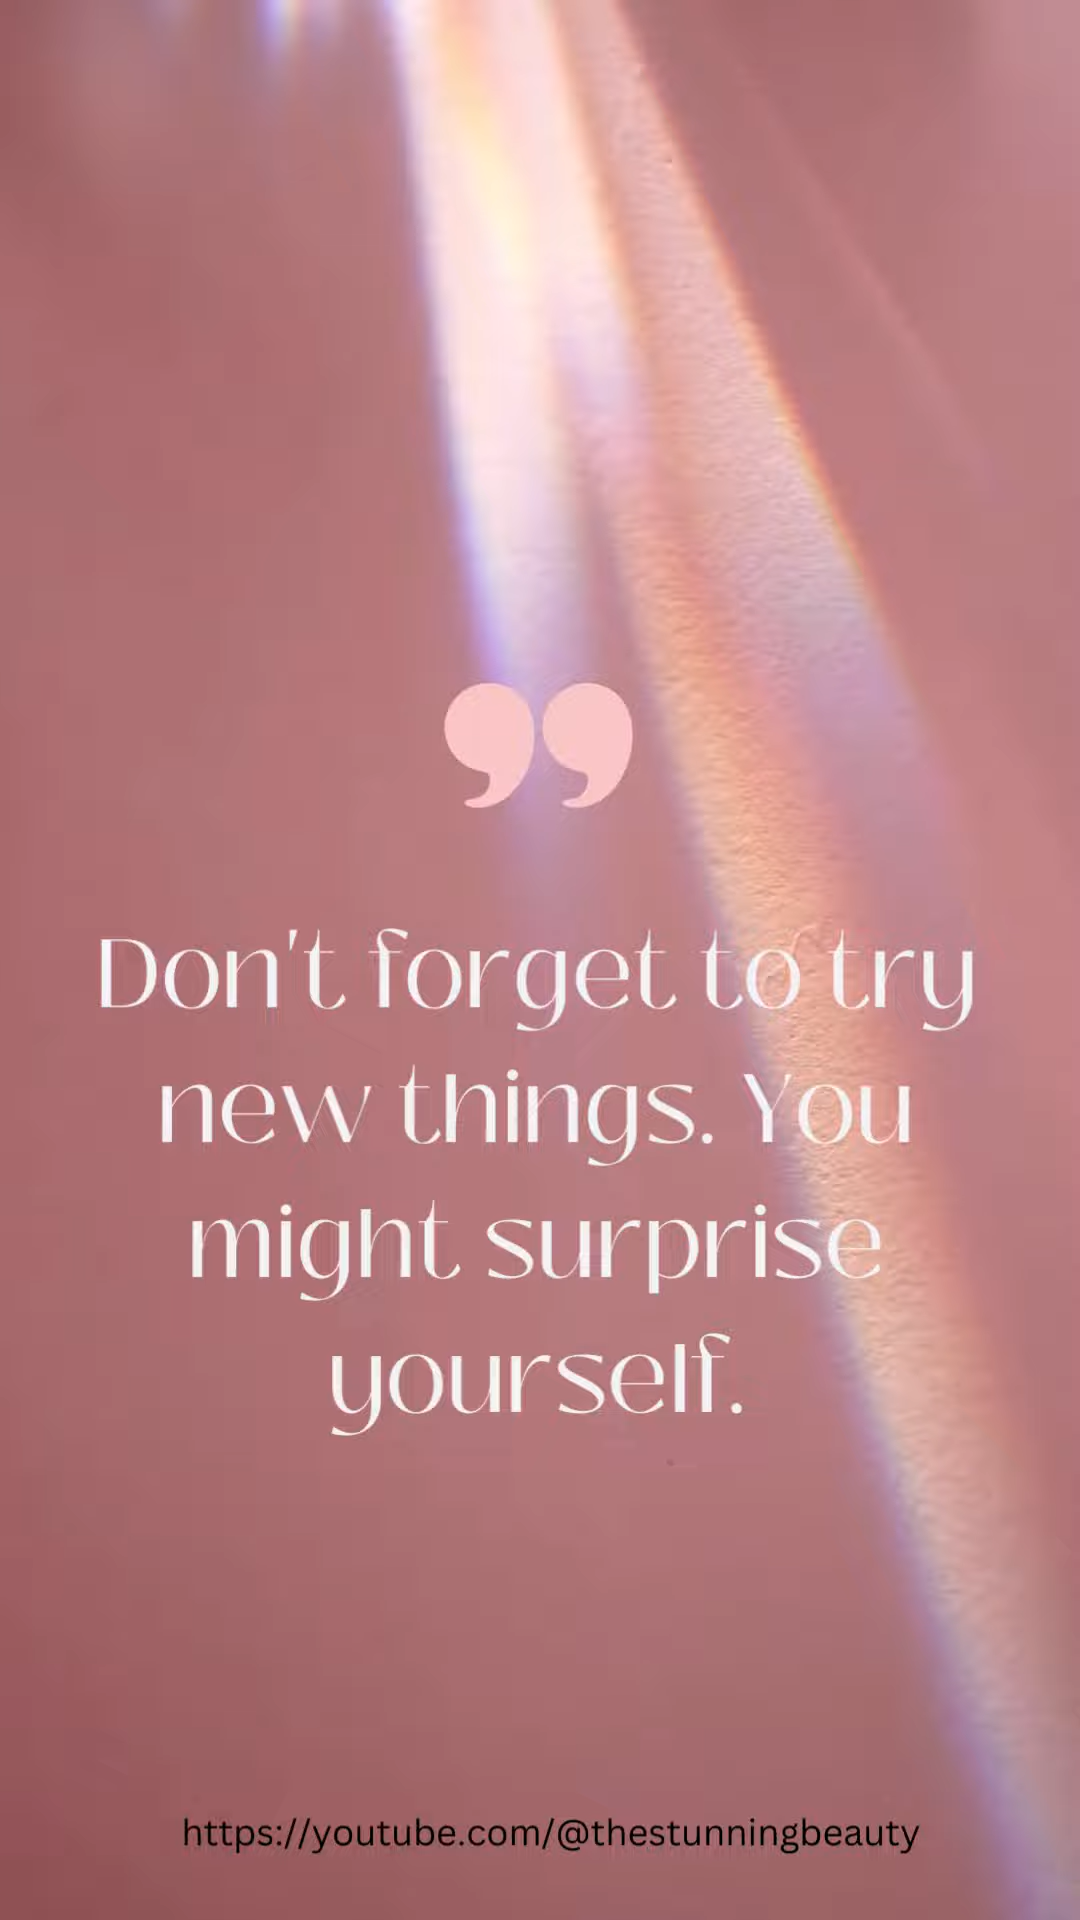 ”
Don't forget to try
new things. You
might surprise
yourself.
https://youtube.com/@thestunningbeauty